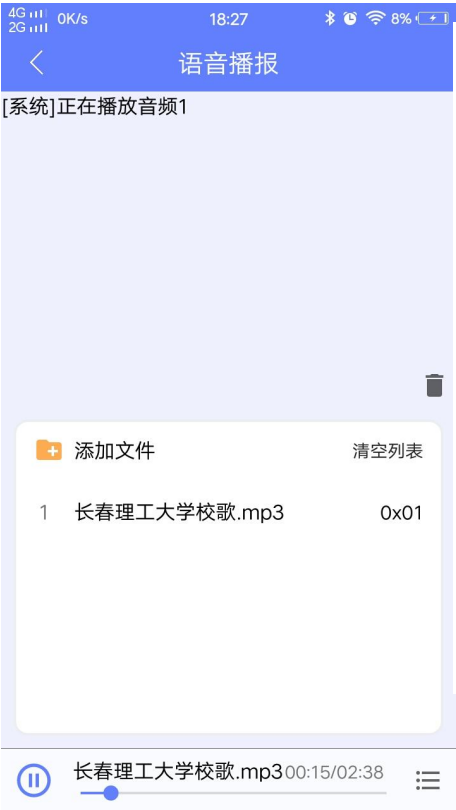 4G 0K/s 18:27 8%
2G
语音播报
[系统]正在播放音频1
添加文件 清空列表
1 长春理工大学校歌.mp3 0x01
长春理工大学校歌.mp3 00:15/02:38